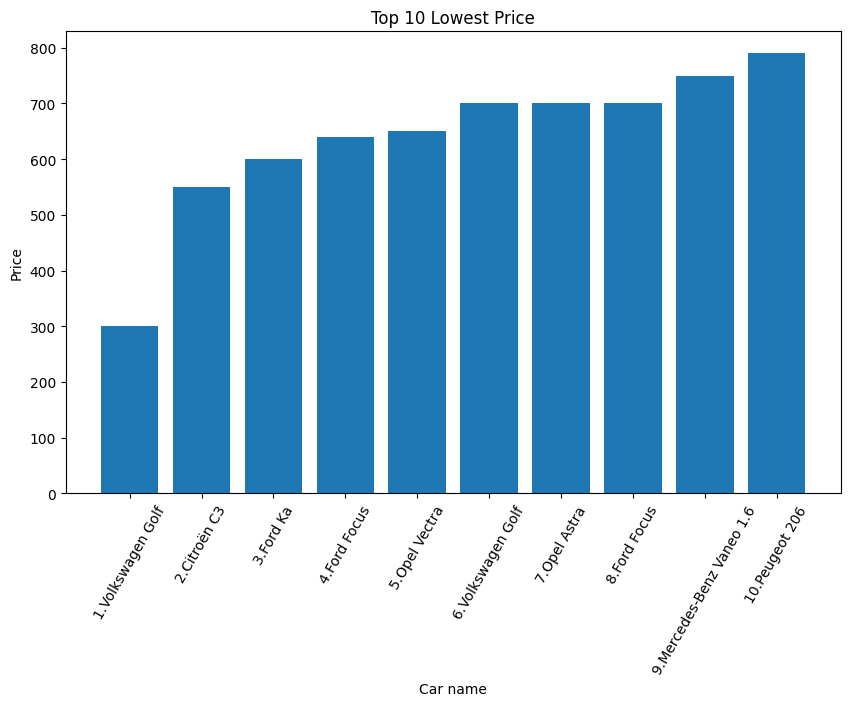 Top 10 Lowest Price
Price
800
700
600
500
400
300
200
100
0
1.Volkswagen Golf
2.Citroën C3
3.Ford Ka
4.Ford Focus
5.Opel Vectra
6.Volkswagen Golf
7.Opel Astra
8.Ford Focus
9.Mercedes-Benz Vaneo 1.6
10.Peugeot 206
Car name